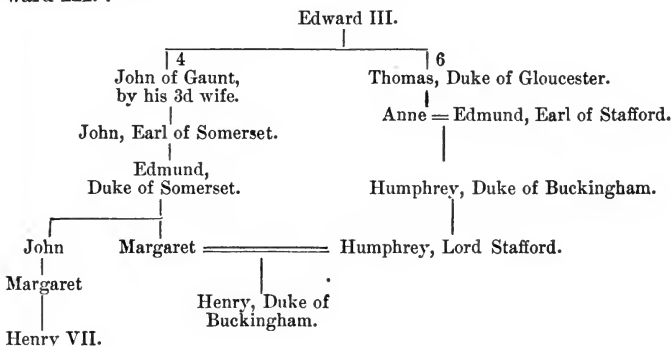 Edward III.
4 6
John of Gaunt, Thomas, Duke of Gloucester.
by his 3d wife.
Anne = Edmund, Earl of Stafford.
John, Earl of Somerset.
Edmund,
Duke of Somerset. Humphrey, Duke of Buckingham.
John Margaret = Humphrey, Lord Stafford.
Margaret
Henry, Duke of
Buckingham.
Henry VII.